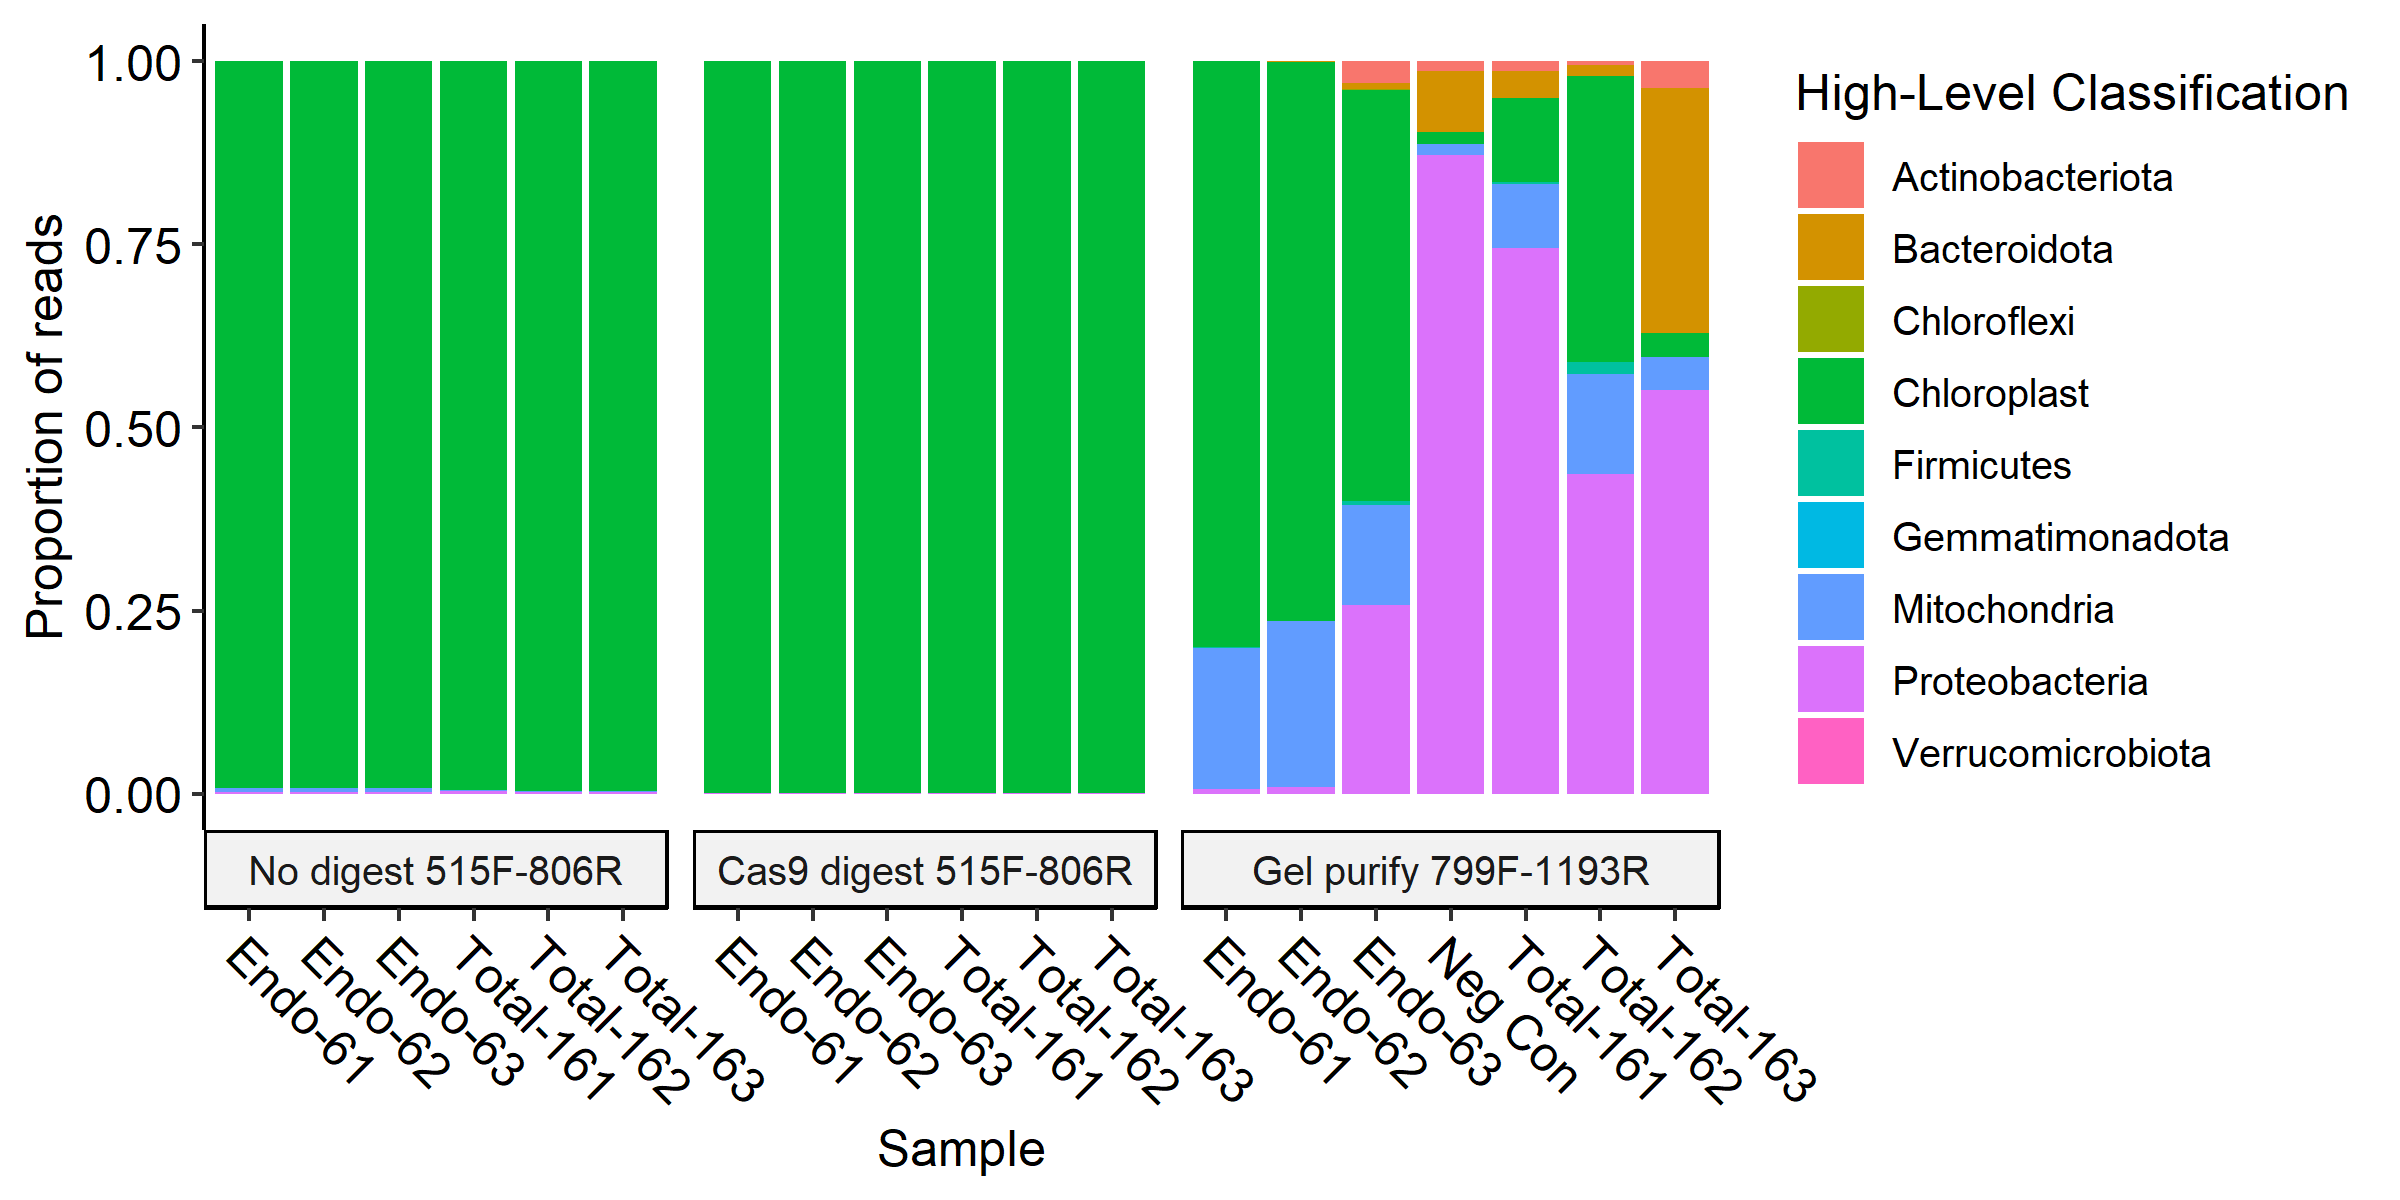 Proportion of reads
1.00
0.75
0.50
0.25
0.00
No digest 515F-806R
Cas9 digest 515F-806R
Gel purify 799F-1193R
Endo-61
Endo-62
Endo-63
Total-161
Total-162
Total-163
Endo-61
Endo-62
Endo-63
Total-161
Total-162
Total-163
Endo-61
Endo-62
Endo-63
Neg Con
Total-161
Total-162
Total-163
Sample
High-Level Classification
Actinobacteriota
Bacteroidota
Chloroflexi
Chloroplast
Firmicutes
Gemmatimonadota
Mitochondria
Proteobacteria
Verrucomicrobiota